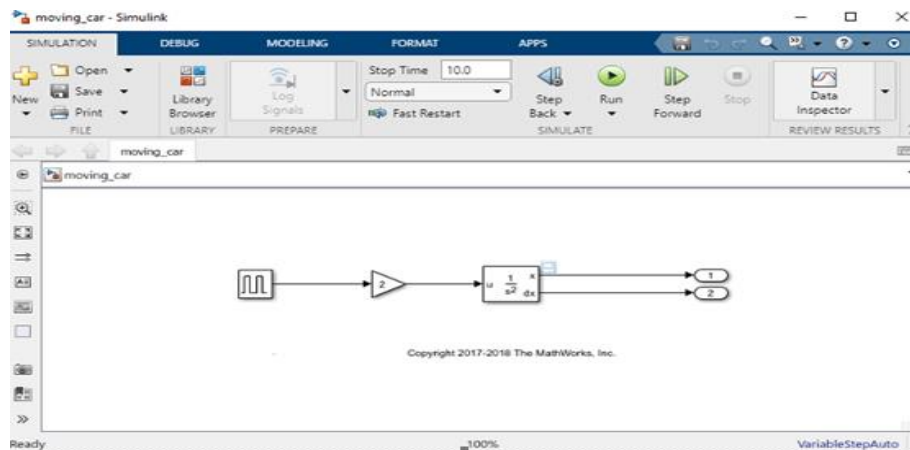 moving_car - Simulink
SIMULATION DEBUG MODELING FORMAT APPS
New
Open
Save
Print
FILE
Library
Browser
LIBRARY
Log
Signals
PREPARE
Stop Time 10.0
Normal
Fast Restart
Step
Back
Run
Step
Forward
Stop
SIMULATE
Data
Inspector
REVIEW RESULTS
moving_car
moving_car
2
u 1 s2 x dx
1
2
Copyright 2017-2018 The MathWorks, Inc.
Ready 100% VariableStepAuto